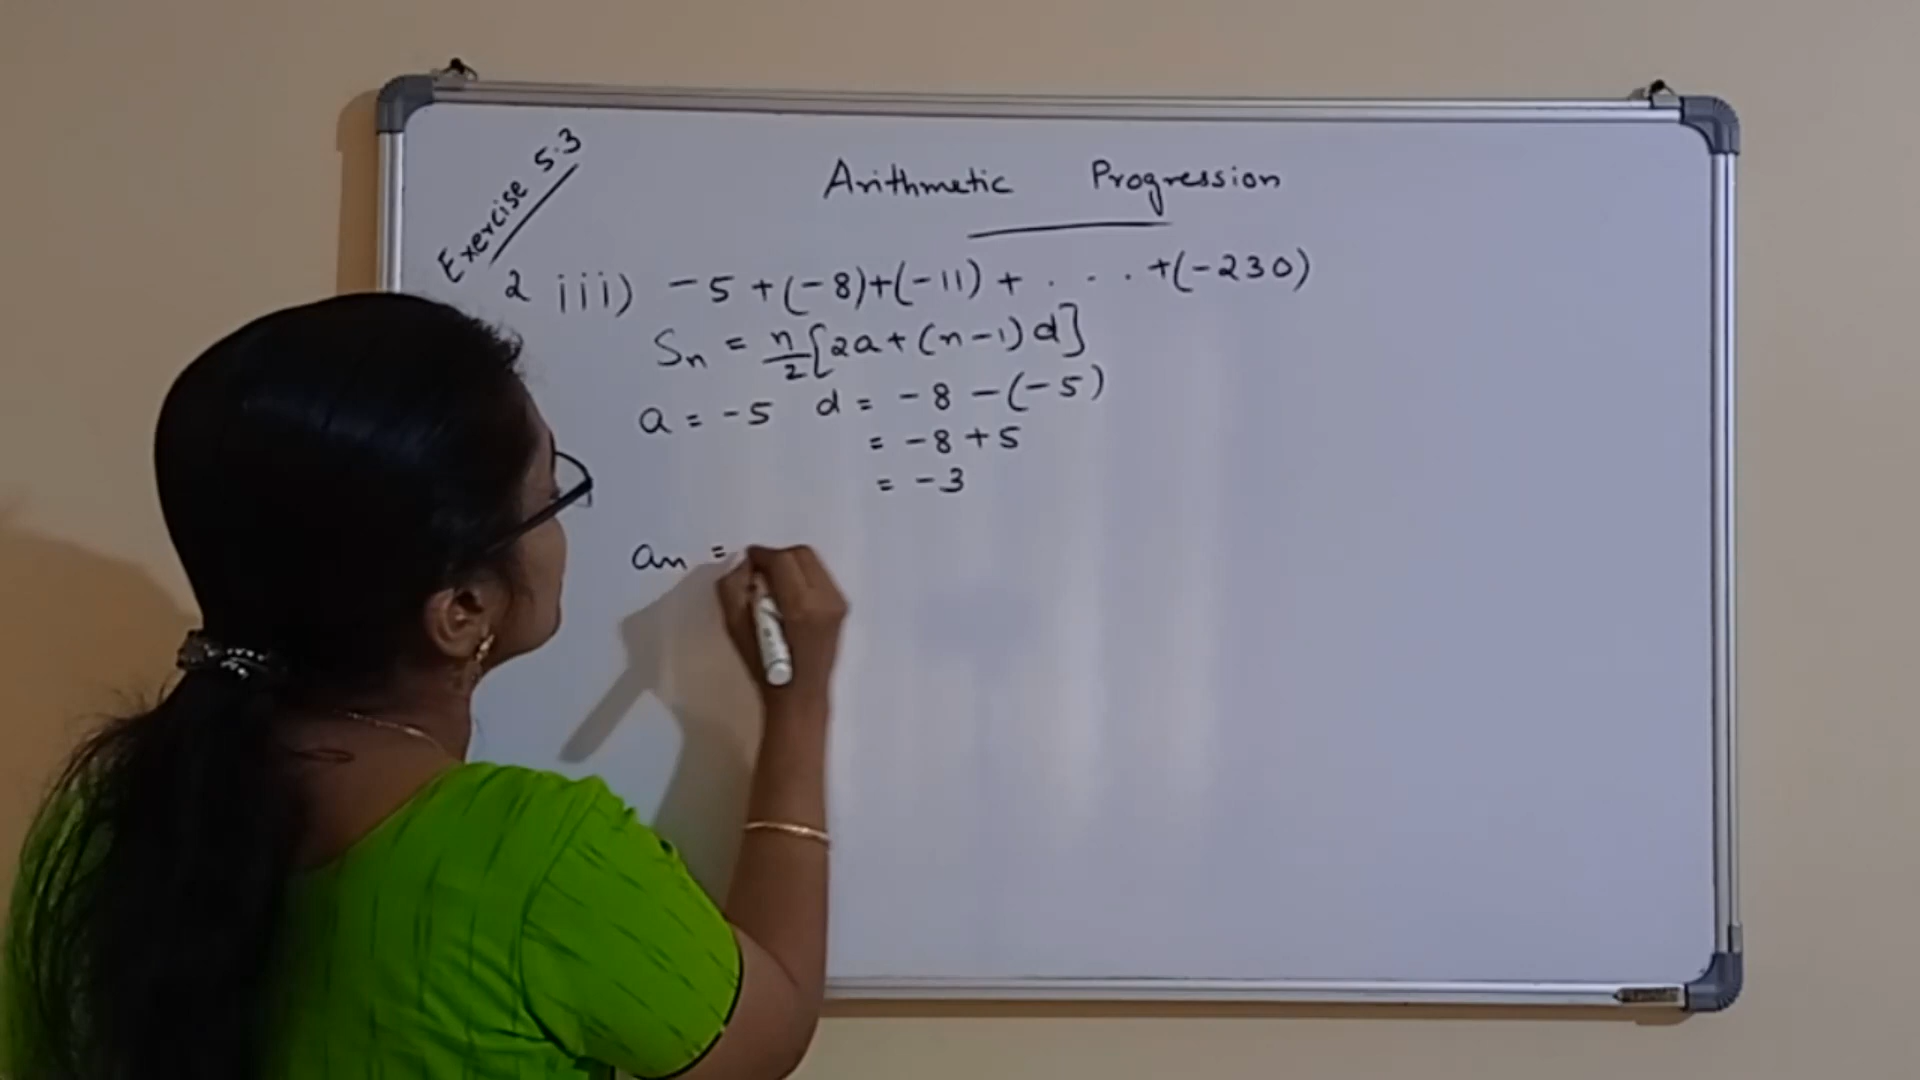 Exercise 5.3
Arithmetic Progression
2 iii) -5+(-8)+(-11)+ . . . +(-230)
Sn = n/2[2a+(n-1)d]
a = -5 d = -8-(-5)
= -8+5
= -3
an =